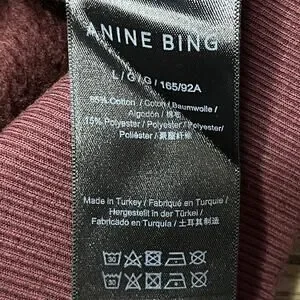 ANINE BING
L / G / G / 165/92A
85% Cotton / Coton / Baumwolle /
Algodón / 棉布
15% Polyester / Polyester / Polyester/
Poliéster / 聚酯纤维
Made in Turkey / Fabriqué en Turquie /
Hergestellt in der Türkei /
Fabricado en Turquía / 土耳其制造